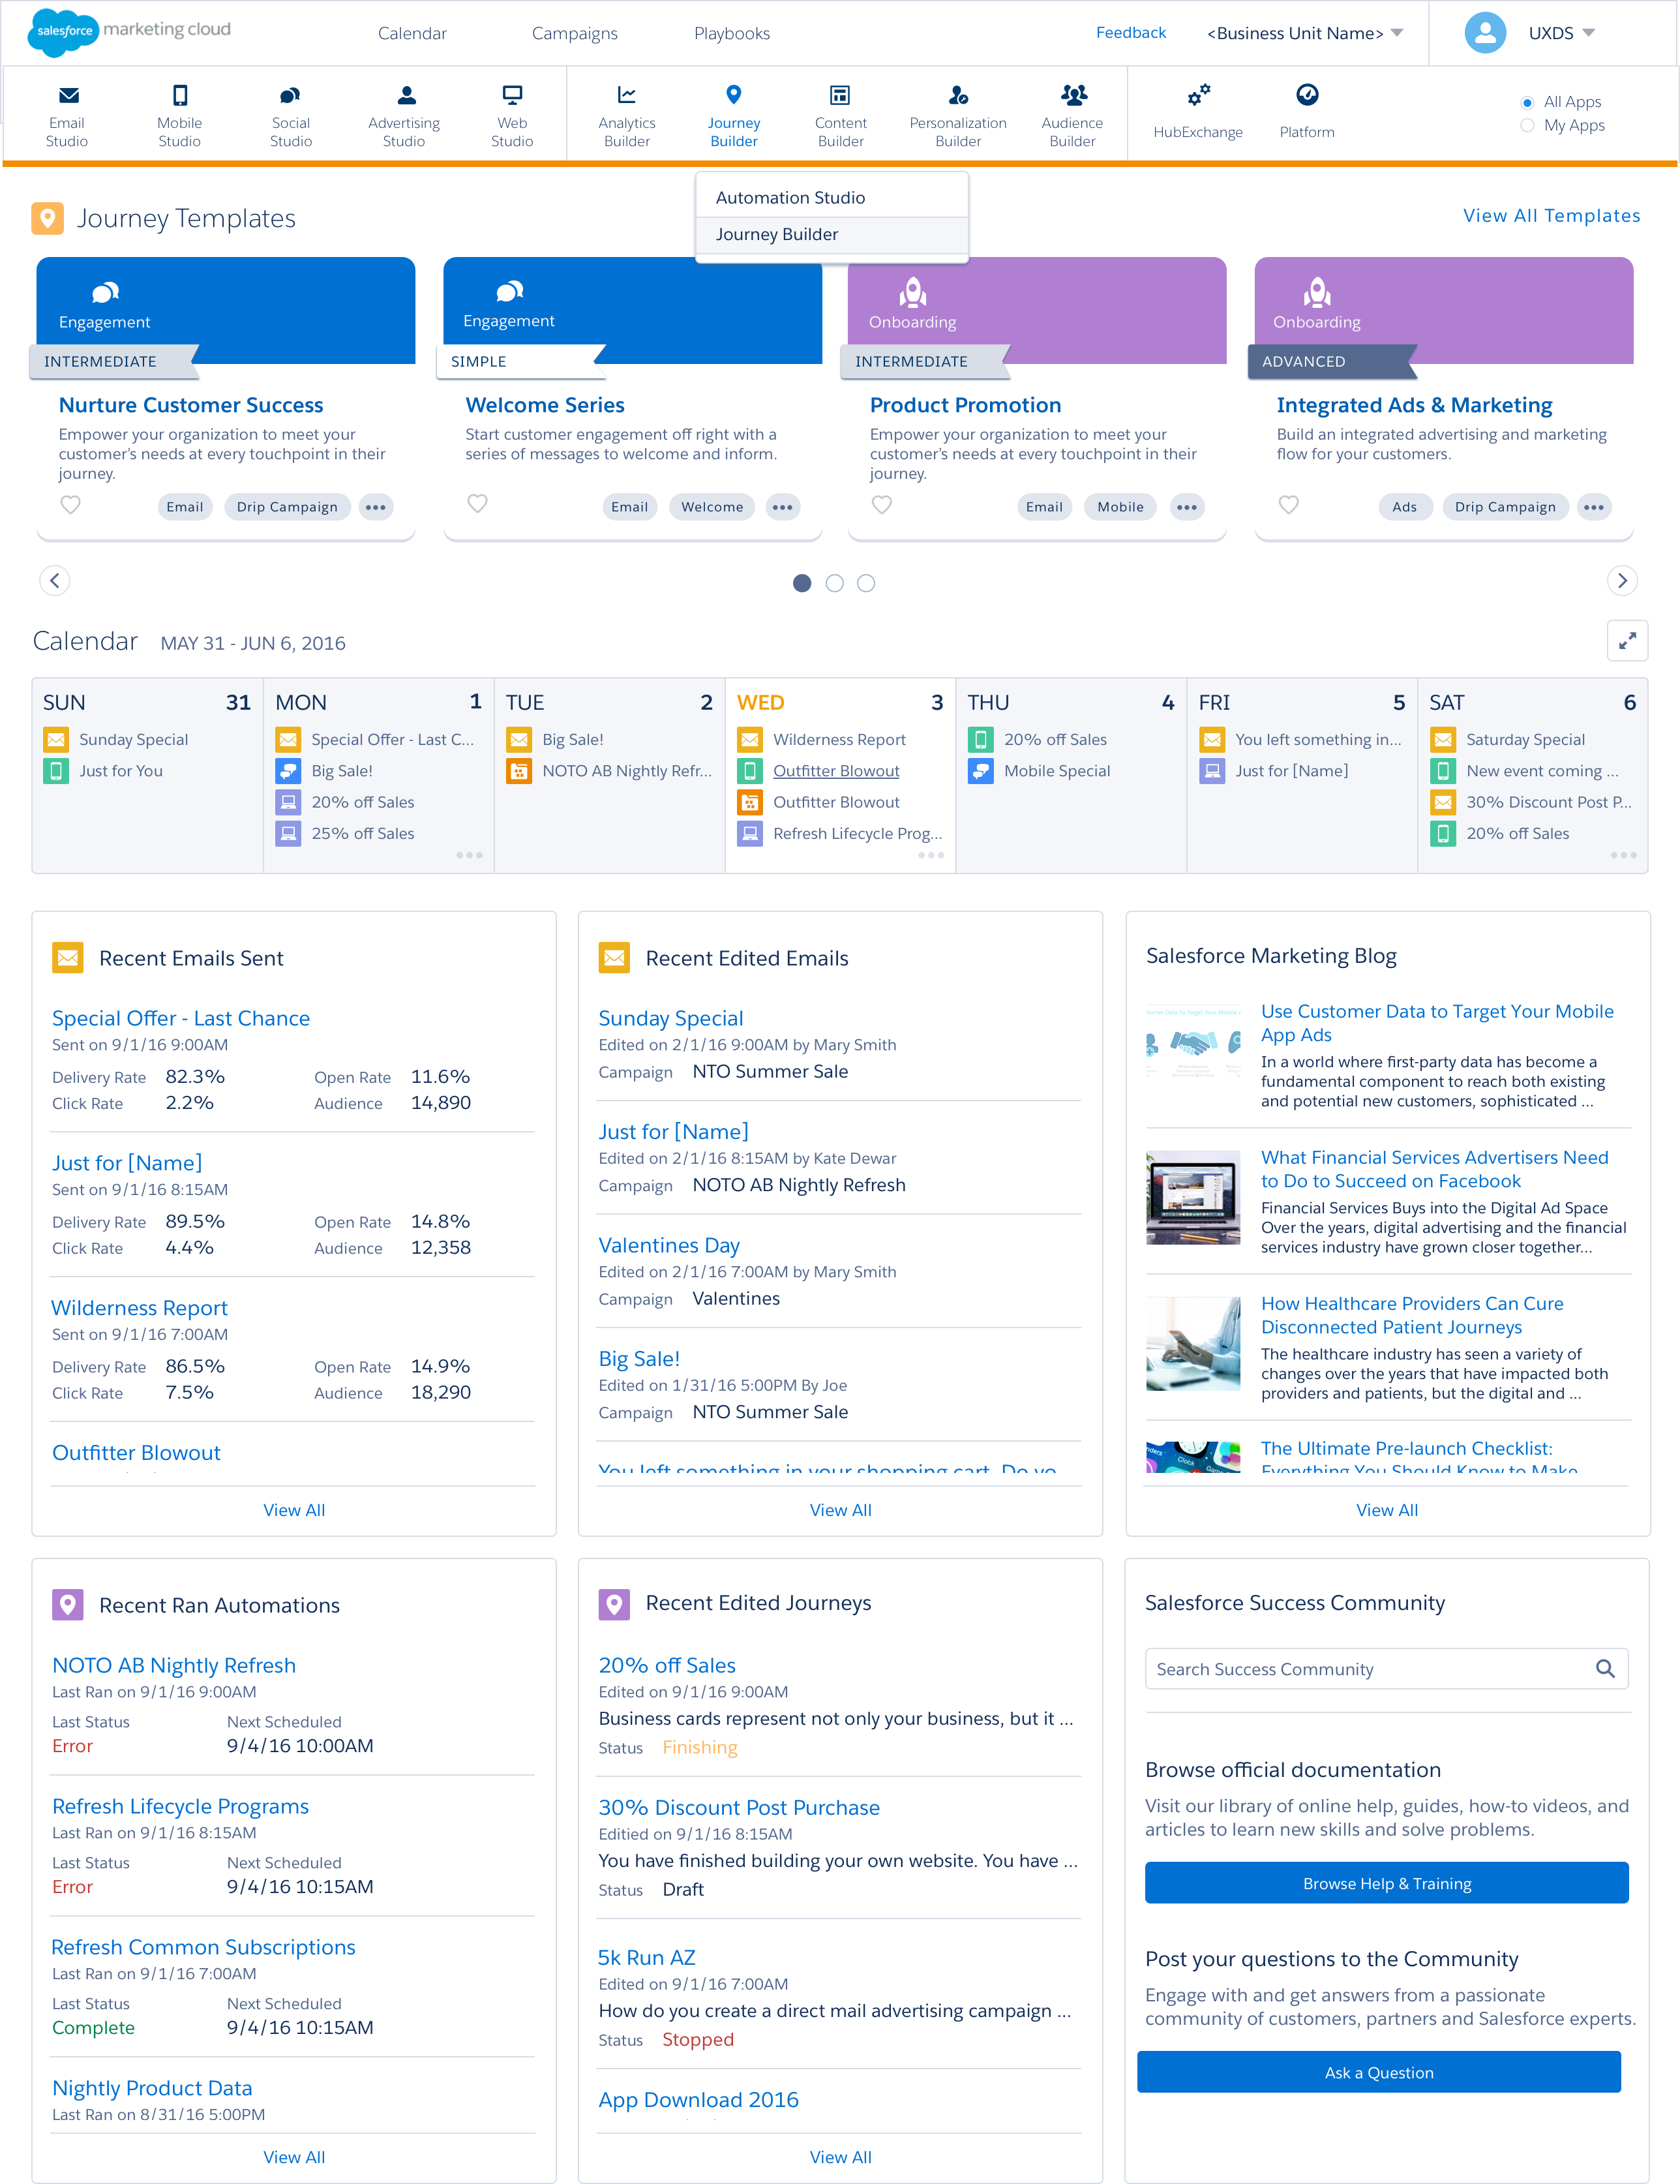 salesforce marketing cloud
Calendar
Campaigns
Playbooks
Feedback
<Business Unit Name>
UXDS
Email
Studio
Mobile
Studio
Social
Studio
Advertising
Studio
Web
Studio
Analytics
Builder
Journey
Builder
Content
Builder
Personalization
Builder
Audience
Builder
HubExchange
Platform
All Apps
My Apps
Automation Studio
Journey Builder
Journey Templates
View All Templates
Engagement
INTERMEDIATE
Nurture Customer Success
Empower your organization to meet your
customer’s needs at every touchpoint in their
journey.
Email
Drip Campaign
Engagement
SIMPLE
Welcome Series
Start customer engagement off right with a
series of messages to welcome and inform.
Email
Welcome
Onboarding
INTERMEDIATE
Product Promotion
Empower your organization to meet your
customer’s needs at every touchpoint in their
journey.
Email
Mobile
Onboarding
ADVANCED
Integrated Ads & Marketing
Build an integrated advertising and marketing
flow for your customers.
Ads
Drip Campaign
Calendar MAY 31 - JUN 6, 2016
SUN 31
Sunday Special
Just for You
MON 1
Special Offer - Last C...
Big Sale!
20% off Sales
25% off Sales
TUE 2
Big Sale!
NOTO AB Nightly Refr...
WED 3
Wilderness Report
Outfitter Blowout
Outfitter Blowout
Refresh Lifecycle Prog...
THU 4
20% off Sales
Mobile Special
FRI 5
You left something in...
Just for [Name]
SAT 6
Saturday Special
New event coming ...
30% Discount Post P...
20% off Sales
Recent Emails Sent
Special Offer - Last Chance
Sent on 9/1/16 9:00AM
Delivery Rate 82.3% Open Rate 11.6%
Click Rate 2.2% Audience 14,890
Just for [Name]
Sent on 9/1/16 8:15AM
Delivery Rate 89.5% Open Rate 14.8%
Click Rate 4.4% Audience 12,358
Wilderness Report
Sent on 9/1/16 7:00AM
Delivery Rate 86.5% Open Rate 14.9%
Click Rate 7.5% Audience 18,290
Outfitter Blowout
View All
Recent Edited Emails
Sunday Special
Edited on 2/1/16 9:00AM by Mary Smith
Campaign NTO Summer Sale
Just for [Name]
Edited on 2/1/16 8:15AM by Kate Dewar
Campaign NOTO AB Nightly Refresh
Valentines Day
Edited on 2/1/16 7:00AM by Mary Smith
Campaign Valentines
Big Sale!
Edited on 1/31/16 5:00PM By Joe
Campaign NTO Summer Sale
You left something in your shopping cart. Do yo
View All
Salesforce Marketing Blog
Use Customer Data to Target Your Mobile
App Ads
In a world where first-party data has become a
fundamental component to reach both existing
and potential new customers, sophisticated ...
What Financial Services Advertisers Need
to Do to Succeed on Facebook
Financial Services Buys into the Digital Ad Space
Over the years, digital advertising and the financial
services industry have grown closer together...
How Healthcare Providers Can Cure
Disconnected Patient Journeys
The healthcare industry has seen a variety of
changes over the years that have impacted both
providers and patients, but the digital and ...
The Ultimate Pre-launch Checklist:
Everything You Should Know to Make
View All
Recent Ran Automations
NOTO AB Nightly Refresh
Last Ran on 9/1/16 9:00AM
Last Status Next Scheduled
Error 9/4/16 10:00AM
Refresh Lifecycle Programs
Last Ran on 9/1/16 8:15AM
Last Status Next Scheduled
Error 9/4/16 10:15AM
Refresh Common Subscriptions
Last Ran on 9/1/16 7:00AM
Last Status Next Scheduled
Complete 9/4/16 10:15AM
Nightly Product Data
Last Ran on 8/31/16 5:00PM
View All
Recent Edited Journeys
20% off Sales
Edited on 9/1/16 9:00AM
Business cards represent not only your business, but it ...
Status Finishing
30% Discount Post Purchase
Editied on 9/1/16 8:15AM
You have finished building your own website. You have ...
Status Draft
5k Run AZ
Edited on 9/1/16 7:00AM
How do you create a direct mail advertising campaign ...
Status Stopped
App Download 2016
View All
Salesforce Success Community
Search Success Community
Browse official documentation
Visit our library of online help, guides, how-to videos, and
articles to learn new skills and solve problems.
Browse Help & Training
Post your questions to the Community
Engage with and get answers from a passionate
community of customers, partners and Salesforce experts.
Ask a Question